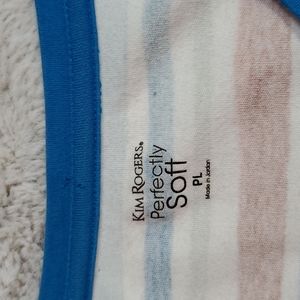 KIM ROGERS®
Perfectly
Soft
PL
Made in Jordan